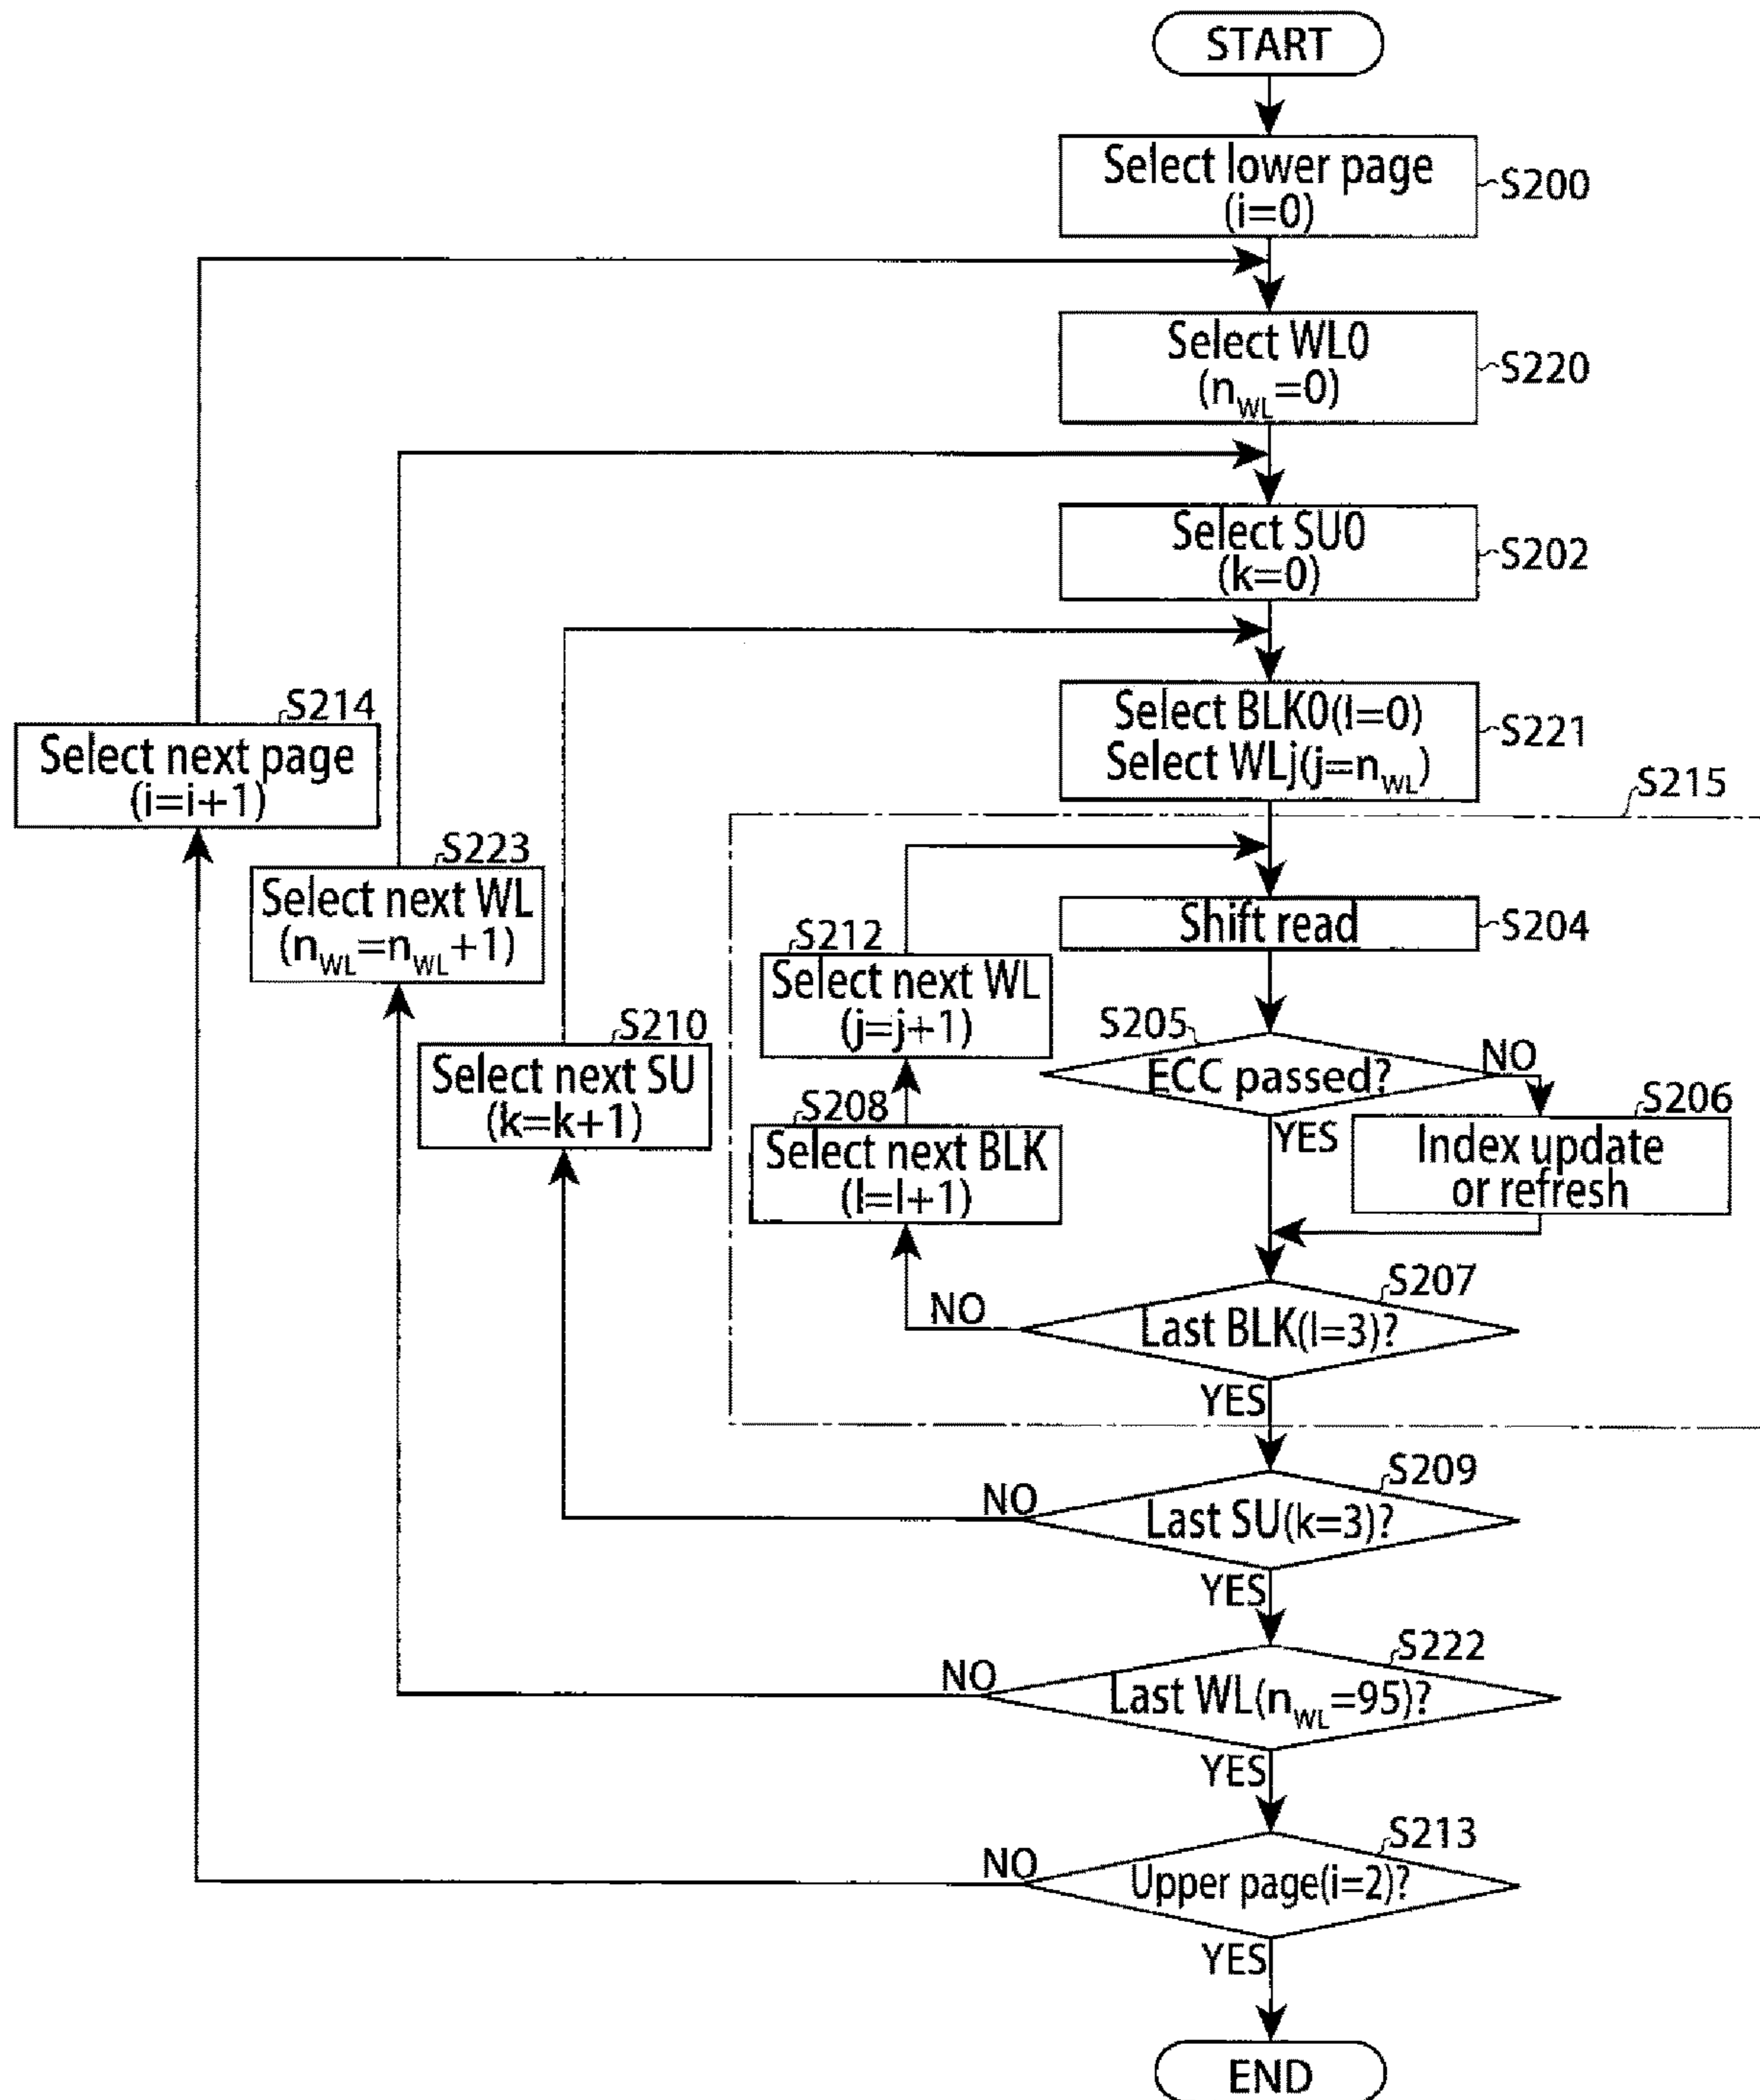 START
Select lower page
(i=0)
S200
Select WL0
(nWL=0)
S220
Select SU0
(k=0)
S202
Select BLK0(l=0)
Select WLj(j=nWL)
S221
S214
Select next page
(i=i+1)
S215
S223
Select next WL
(nWL=nWL+1)
Shift read
S204
S212
Select next WL
(j=j+1)
S210
Select next SU
(k=k+1)
S205
ECC passed?
NO
YES
S206
Index update
or refresh
S208
Select next BLK
(l=l+1)
S207
Last BLK(l=3)?
NO
YES
S209
Last SU(k=3)?
NO
YES
S222
Last WL(nWL=95)?
NO
YES
S213
Upper page(i=2)?
NO
YES
END